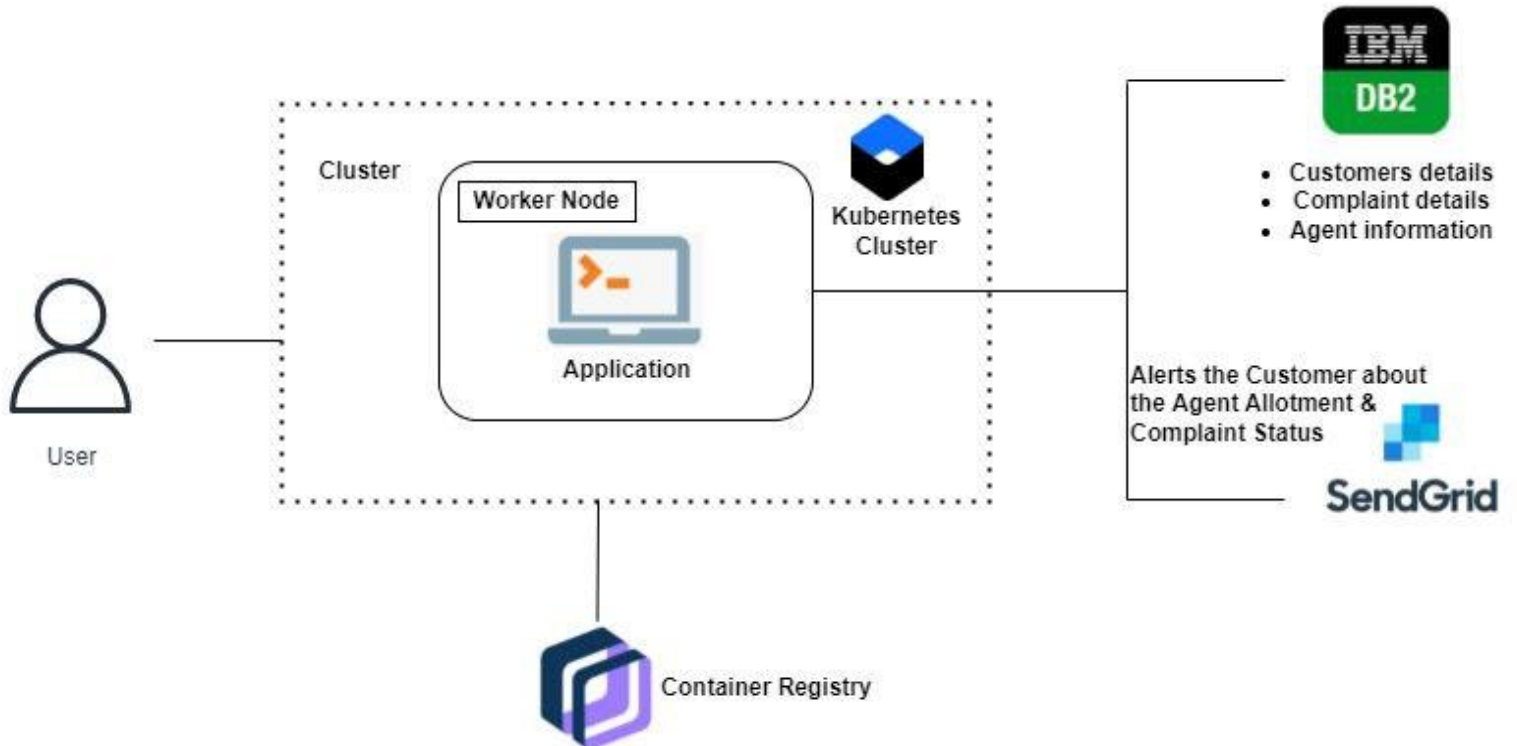 IBM
DB2
Cluster
Worker Node
Kubernetes
Cluster
Application
• Customers details
• Complaint details
• Agent information
User
Alerts the Customer about
the Agent Allotment &
Complaint Status
SendGrid
Container Registry